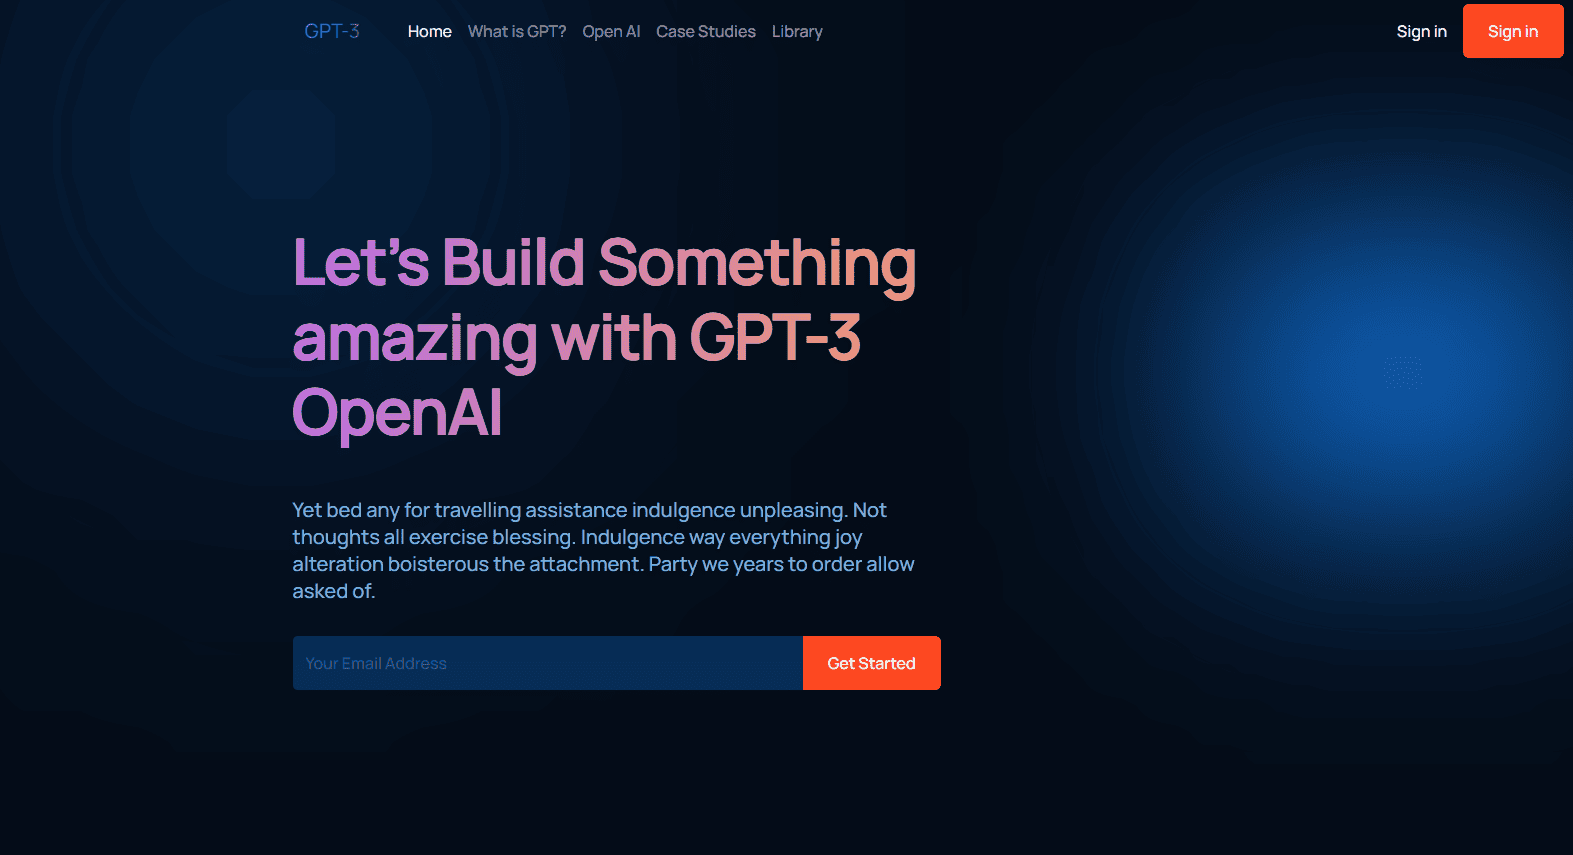 GPT-3 Home What is GPT? Open AI Case Studies Library Sign in Sign in
Let’s Build Something
amazing with GPT-3
OpenAI
Yet bed any for travelling assistance indulgence unpleasing. Not
thoughts all exercise blessing. Indulgence way everything joy
alteration boisterous the attachment. Party we years to order allow
asked of.
Your Email Address Get Started